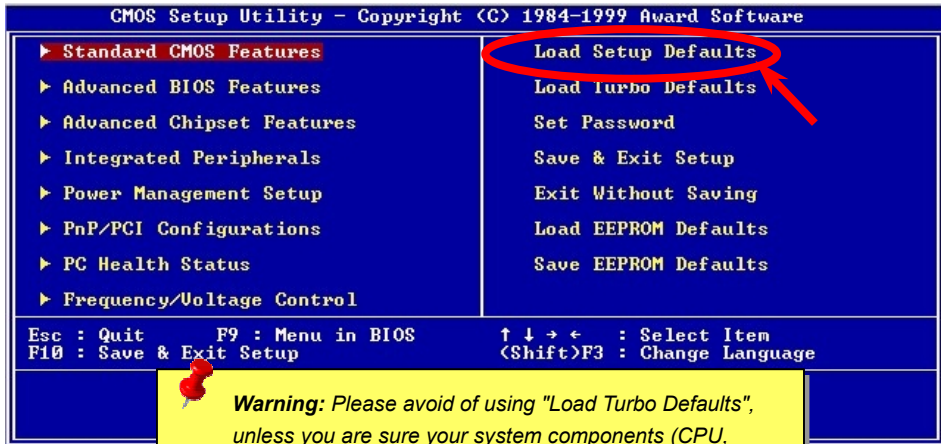 CMOS Setup Utility – Copyright (C) 1984–1999 Award Software
▶ Standard CMOS Features
▶ Advanced BIOS Features
▶ Advanced Chipset Features
▶ Integrated Peripherals
▶ Power Management Setup
▶ PnP/PCI Configurations
▶ PC Health Status
▶ Frequency/Voltage Control
Load Setup Defaults
Load Turbo Defaults
Set Password
Save & Exit Setup
Exit Without Saving
Load EEPROM Defaults
Save EEPROM Defaults
Esc : Quit F9 : Menu in BIOS ↑ ↓ → ← : Select Item
F10 : Save & Exit Setup (Shift)F3 : Change Language
Warning: Please avoid of using "Load Turbo Defaults",
unless you are sure your system components (CPU,